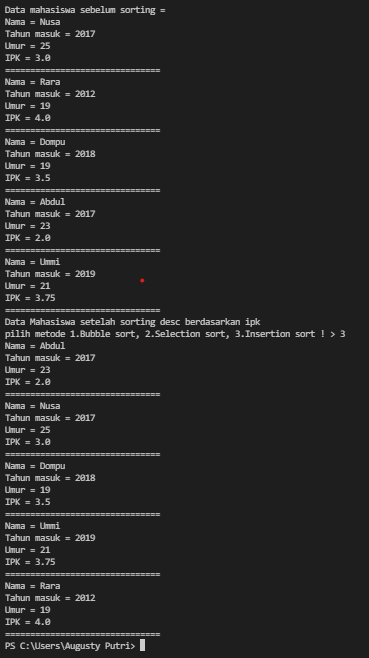 Data mahasiswa sebelum sorting =
Nama = Nusa
Tahun masuk = 2017
Umur = 25
IPK = 3.0
===============================
Nama = Rara
Tahun masuk = 2012
Umur = 19
IPK = 4.0
===============================
Nama = Dompu
Tahun masuk = 2018
Umur = 19
IPK = 3.5
===============================
Nama = Abdul
Tahun masuk = 2017
Umur = 23
IPK = 2.0
===============================
Nama = Ummi
Tahun masuk = 2019
Umur = 21
IPK = 3.75
===============================
Data Mahasiswa setelah sorting desc berdasarkan ipk
pilih metode 1.Bubble sort, 2.Selection sort, 3.Insertion sort ! > 3
Nama = Abdul
Tahun masuk = 2017
Umur = 23
IPK = 2.0
===============================
Nama = Nusa
Tahun masuk = 2017
Umur = 25
IPK = 3.0
===============================
Nama = Dompu
Tahun masuk = 2018
Umur = 19
IPK = 3.5
===============================
Nama = Ummi
Tahun masuk = 2019
Umur = 21
IPK = 3.75
===============================
Nama = Rara
Tahun masuk = 2012
Umur = 19
IPK = 4.0
===============================
PS C:\Users\Augusty Putri>